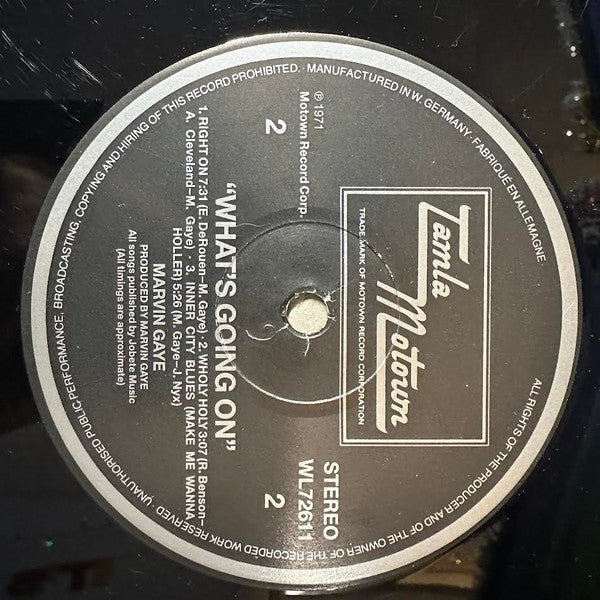 Tamla
Motown
TRADE MARK OF MOTOWN RECORD CORPORATION
℗ 1971
Motown Record Corp.
2
STEREO
WL72611
2
"WHAT'S GOING ON"
1. RIGHT ON 7:31 (E. DeRouen–M. Gaye) · 2. WHOLY HOLY 3:07 (R. Benson–
A. Cleveland–M. Gaye) · 3. INNER CITY BLUES (MAKE ME WANNA
HOLLER) 5:26 (M. Gaye–J. Nyx)
MARVIN GAYE
PRODUCED BY MARVIN GAYE
All songs published by Jobete Music
(All timings are approximate)
ALL RIGHTS OF THE PRODUCER AND OF THE OWNER OF THE RECORDED WORK RESERVED · UNAUTHORISED PUBLIC PERFORMANCE, BROADCASTING, COPYING AND HIRING OF THIS RECORD PROHIBITED. · MANUFACTURED IN W. GERMANY · FABRIQUÉ EN ALLEMAGNE ·